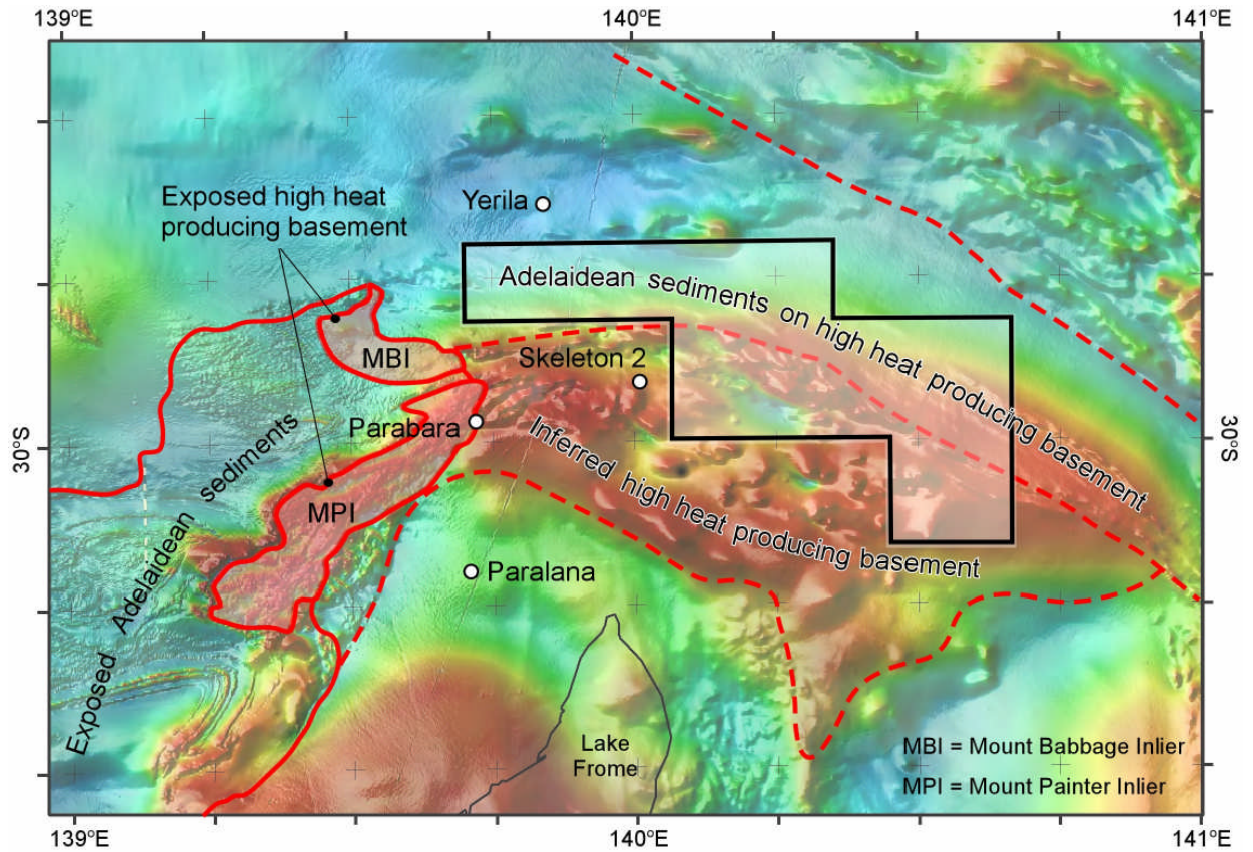 139°E
140°E
141°E
Yerila
Exposed high heat
producing basement
Adelaidean sediments on high heat producing basement
MBI
Skeleton 2
Parabara
30°S
30°S
Inferred high heat producing basement
MPI
Exposed Adelaidean sediments
Paralana
Lake
Frome
MBI = Mount Babbage Inlier
MPI = Mount Painter Inlier
139°E
140°E
141°E